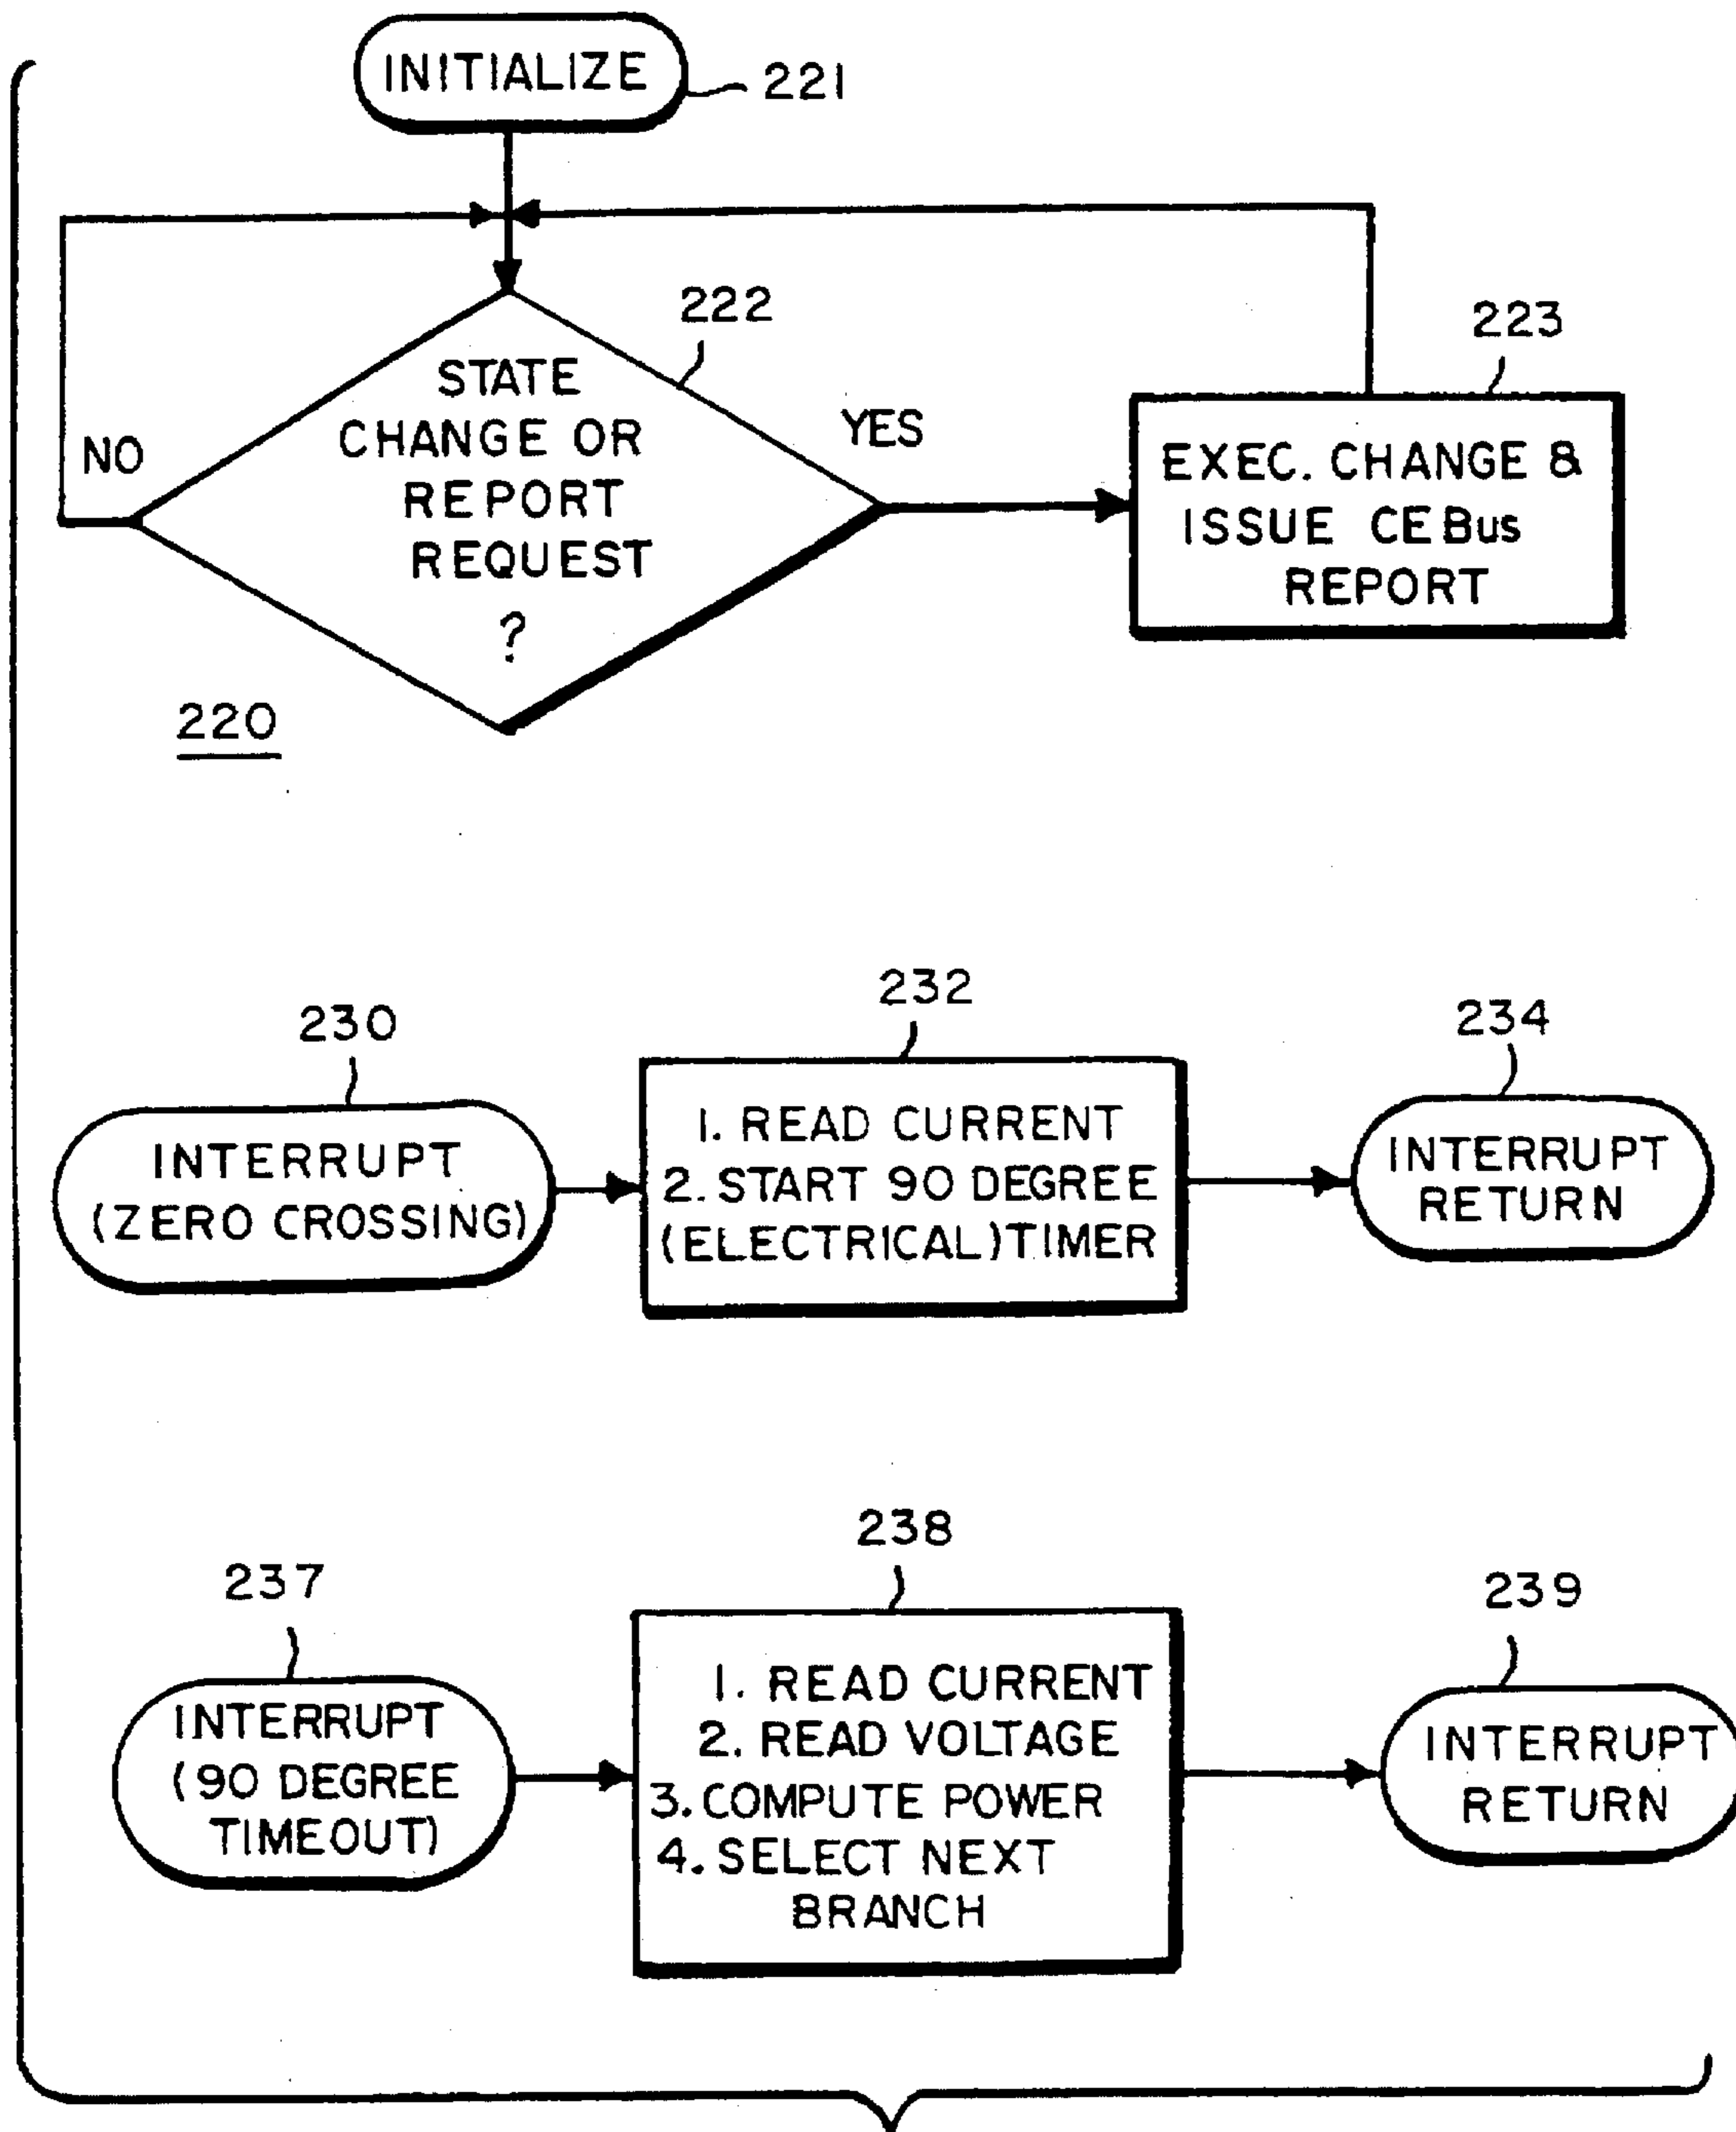 INITIALIZE
221
222
STATE
CHANGE OR
REPORT
REQUEST
?
NO
YES
223
EXEC. CHANGE &
ISSUE CEBus
REPORT
220
230
INTERRUPT
(ZERO CROSSING)
232
1. READ CURRENT
2. START 90 DEGREE
(ELECTRICAL) TIMER
234
INTERRUPT
RETURN
237
INTERRUPT
(90 DEGREE
TIMEOUT)
238
1. READ CURRENT
2. READ VOLTAGE
3. COMPUTE POWER
4. SELECT NEXT
BRANCH
239
INTERRUPT
RETURN